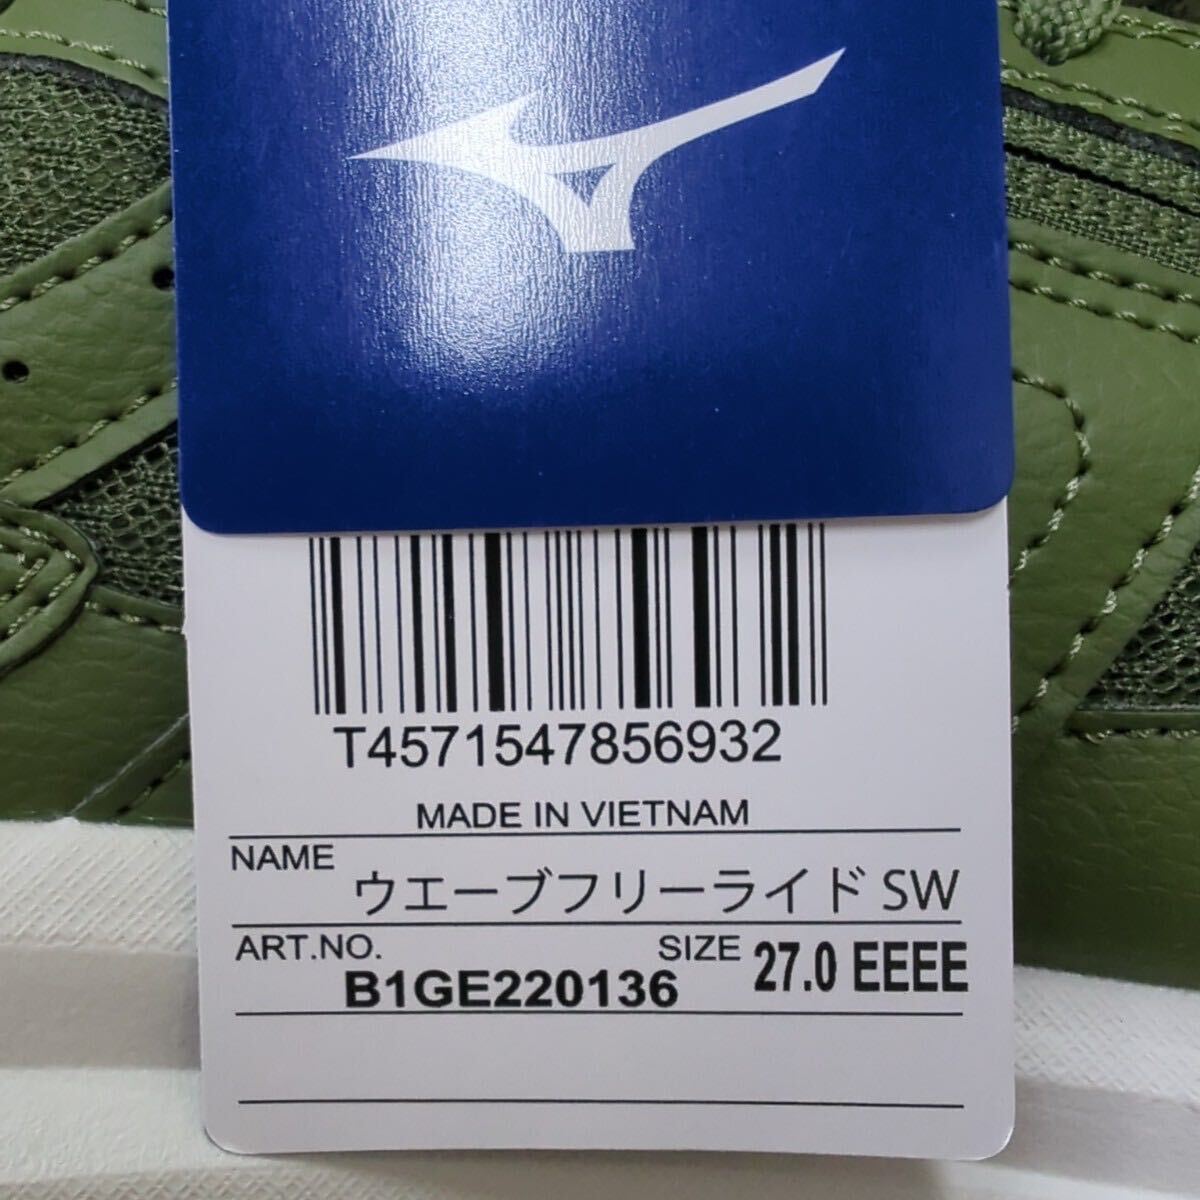 T4571547856932
MADE IN VIETNAM
NAME
ウエーブフリーライド SW
ART.NO.
B1GE220136
SIZE 27.0 EEEE